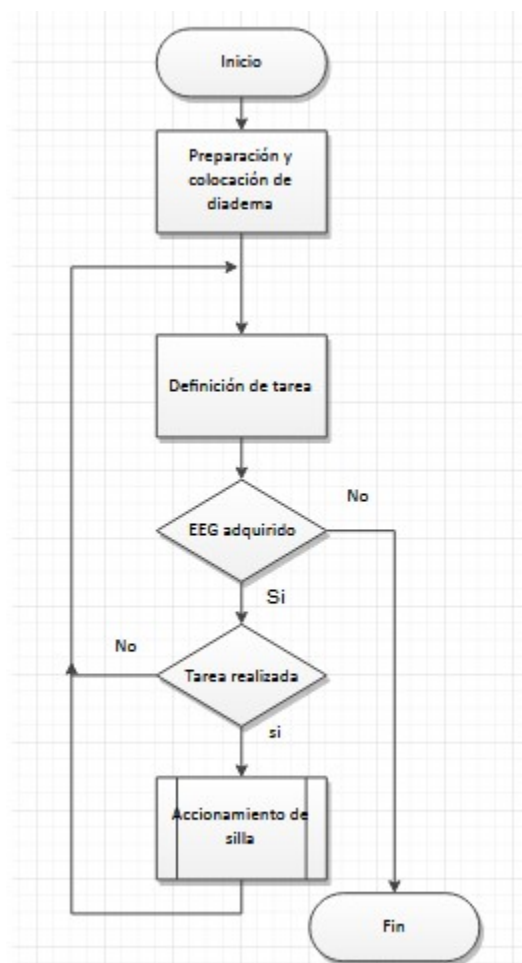 Inicio
Preparación y
colocación de
diadema
Definición de tarea
No
EEG adquirido
Si
No
Tarea realizada
si
Accionamiento de
silla
Fin